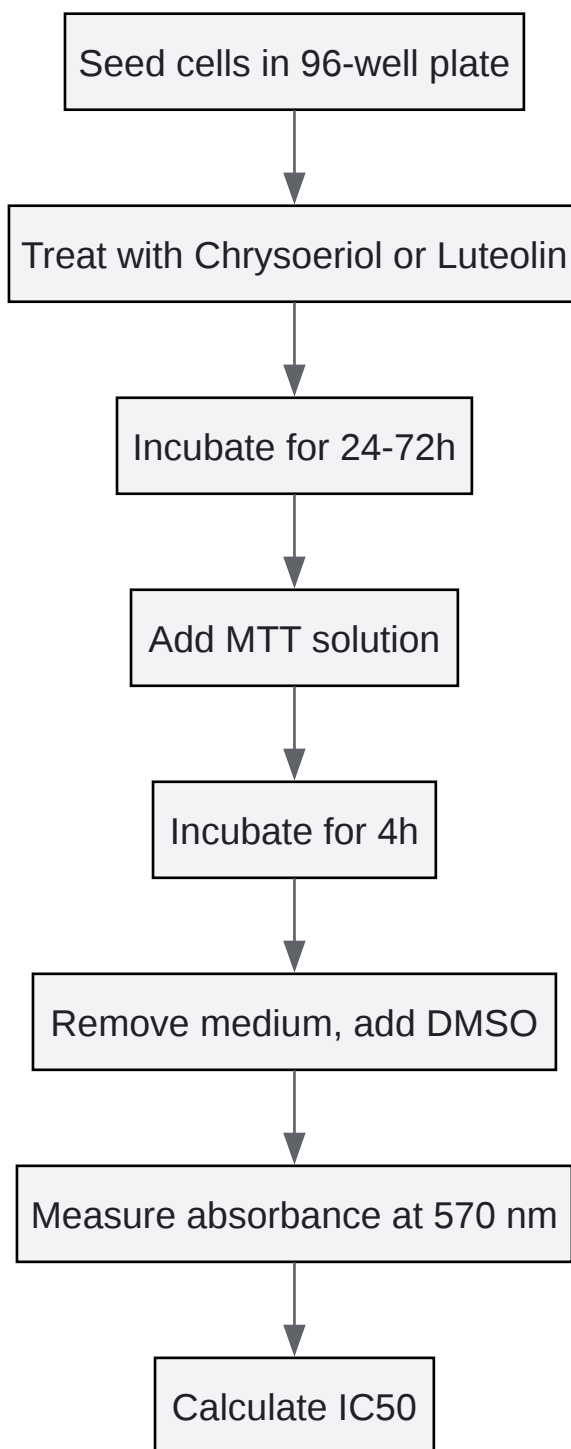 Seed cells in 96-well plate
Treat with Chrysoeriol or Luteolin
Incubate for 24-72h
Add MTT solution
Incubate for 4h
Remove medium, add DMSO
Measure absorbance at 570 nm
Calculate IC50